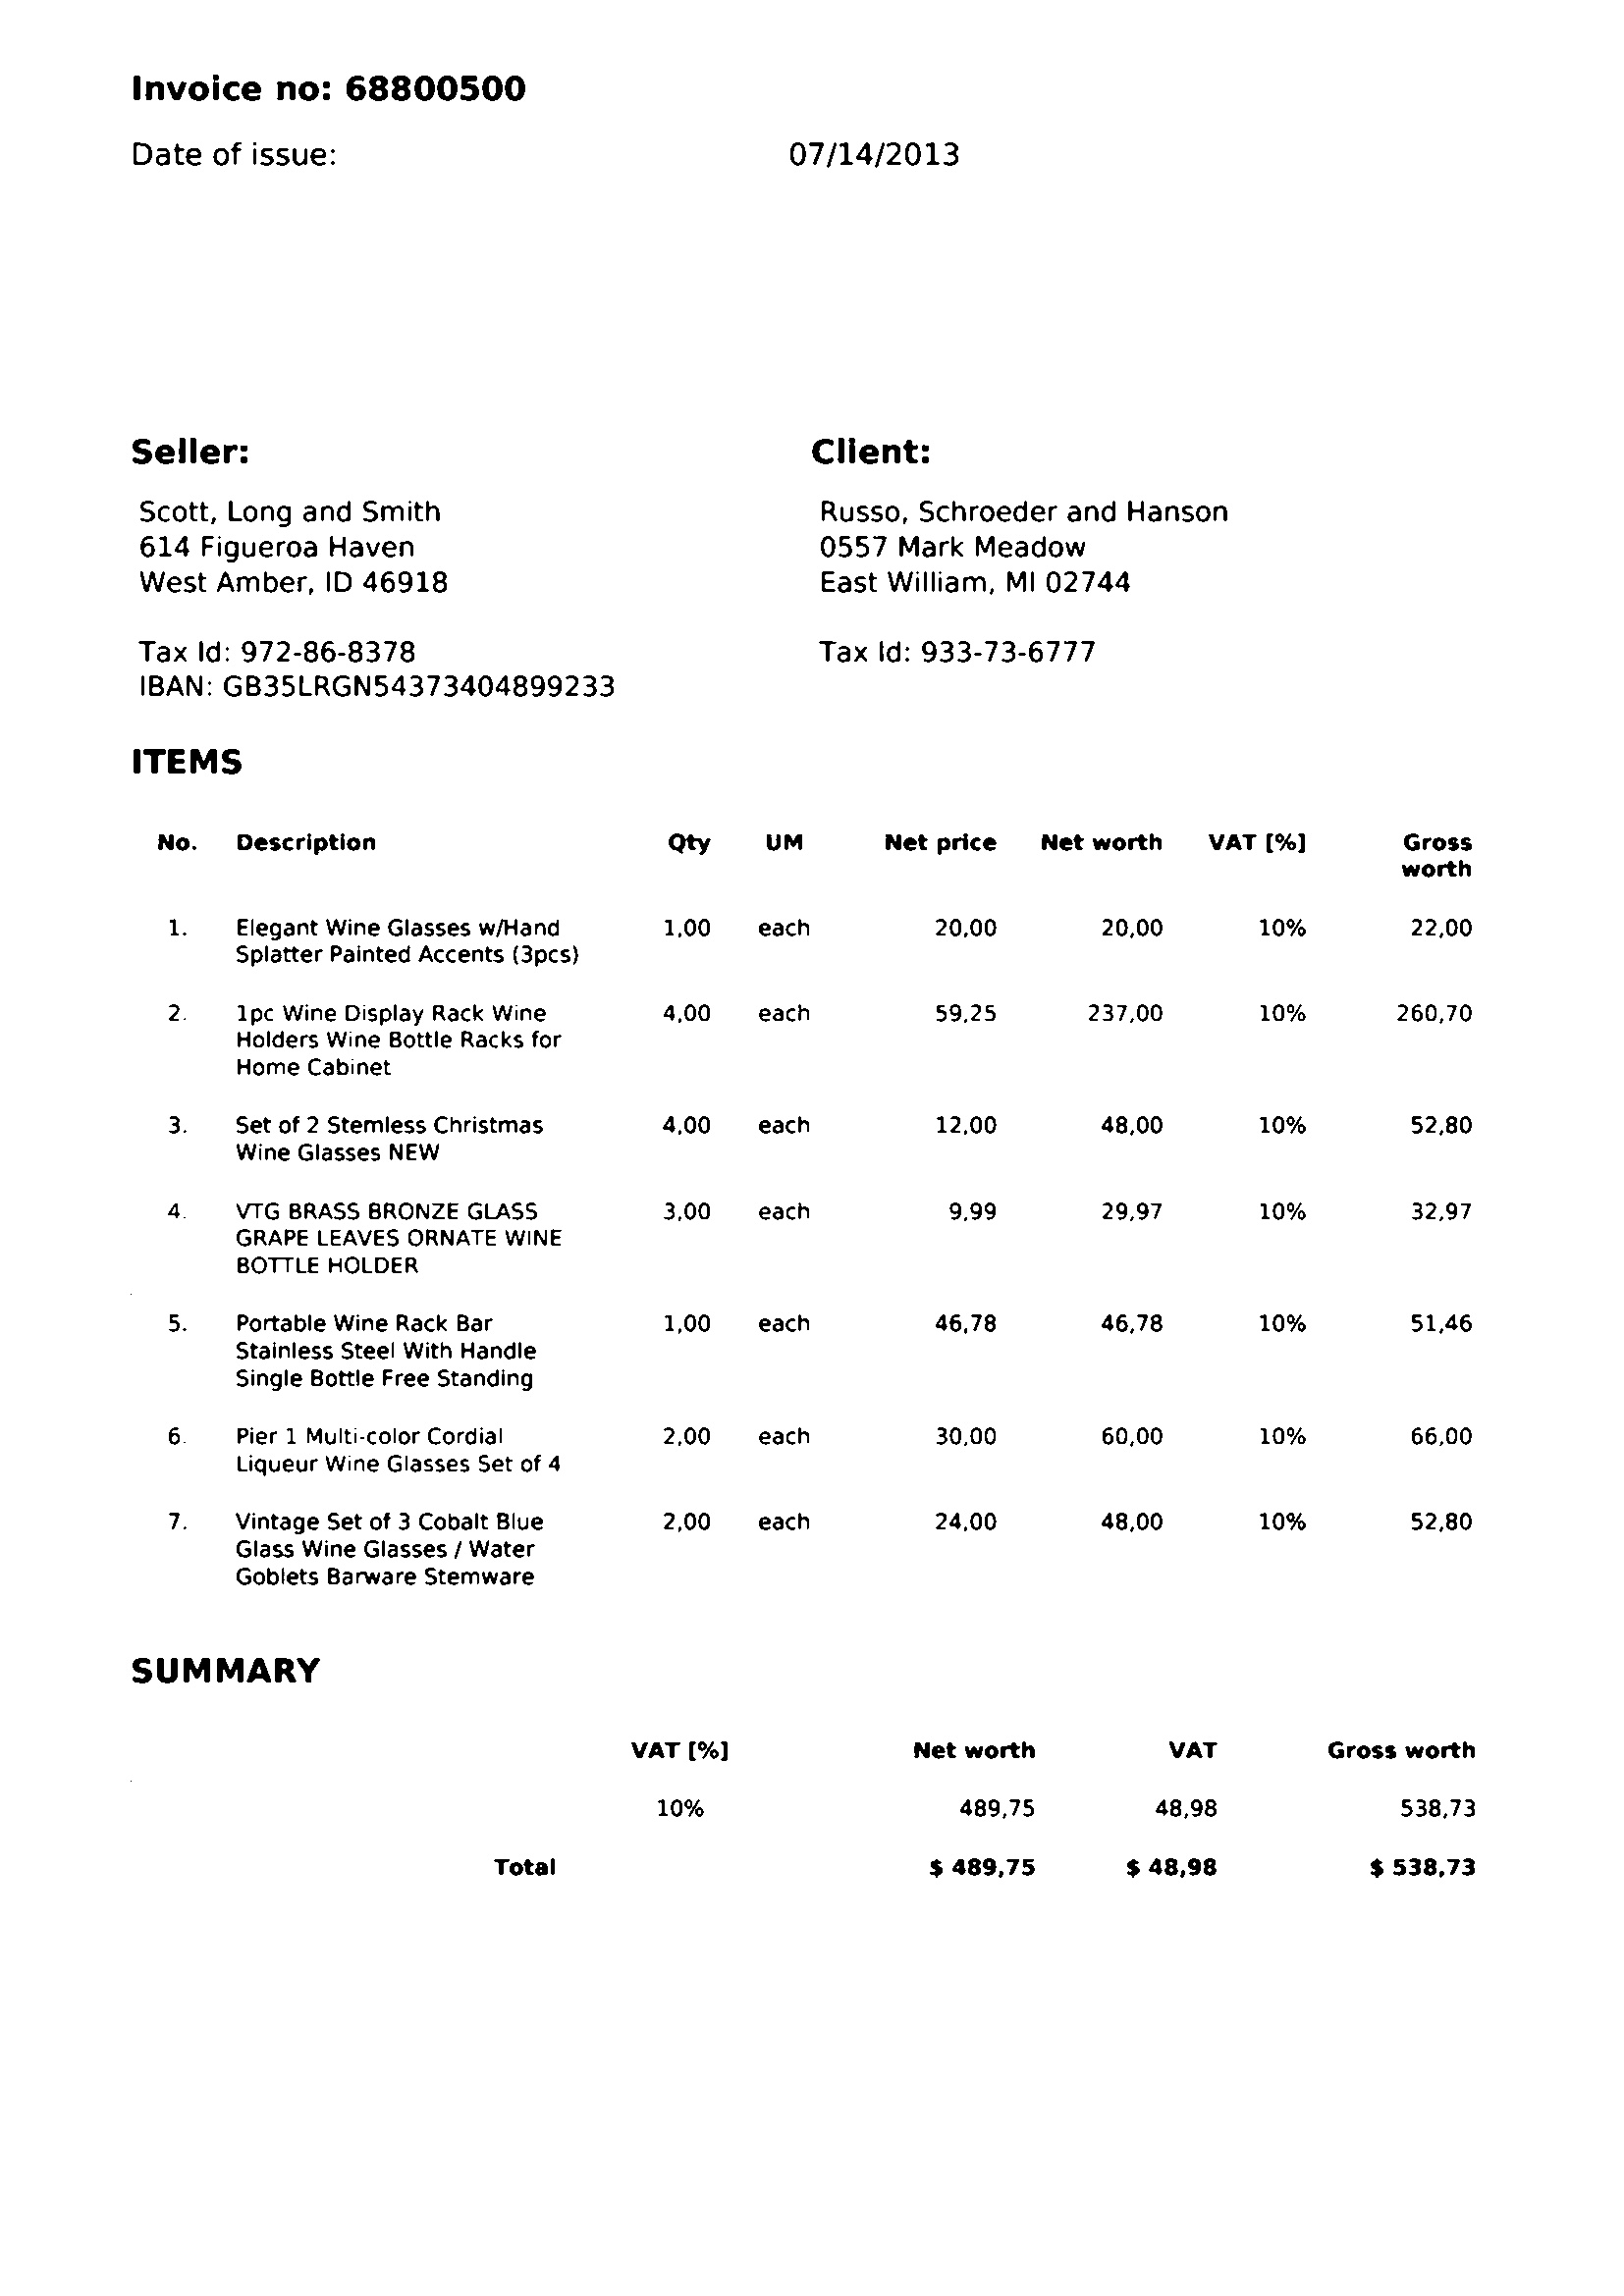 Invoice no: 68800500
Date of issue: 07/14/2013
Seller:
Scott, Long and Smith
614 Figueroa Haven
West Amber, ID 46918
Tax Id: 972-86-8378
IBAN: GB35LRGN54373404899233
Client:
Russo, Schroeder and Hanson
0557 Mark Meadow
East William, MI 02744
Tax Id: 933-73-6777
ITEMS
No. Description Qty UM Net price Net worth VAT [%] Gross
worth
1. Elegant Wine Glasses w/Hand 1,00 each 20,00 20,00 10% 22,00
Splatter Painted Accents (3pcs)
2. 1pc Wine Display Rack Wine 4,00 each 59,25 237,00 10% 260,70
Holders Wine Bottle Racks for
Home Cabinet
3. Set of 2 Stemless Christmas 4,00 each 12,00 48,00 10% 52,80
Wine Glasses NEW
4. VTG BRASS BRONZE GLASS 3,00 each 9,99 29,97 10% 32,97
GRAPE LEAVES ORNATE WINE
BOTTLE HOLDER
5. Portable Wine Rack Bar 1,00 each 46,78 46,78 10% 51,46
Stainless Steel With Handle
Single Bottle Free Standing
6. Pier 1 Multi-color Cordial 2,00 each 30,00 60,00 10% 66,00
Liqueur Wine Glasses Set of 4
7. Vintage Set of 3 Cobalt Blue 2,00 each 24,00 48,00 10% 52,80
Glass Wine Glasses / Water
Goblets Barware Stemware
SUMMARY
VAT [%] Net worth VAT Gross worth
10% 489,75 48,98 538,73
Total $ 489,75 $ 48,98 $ 538,73